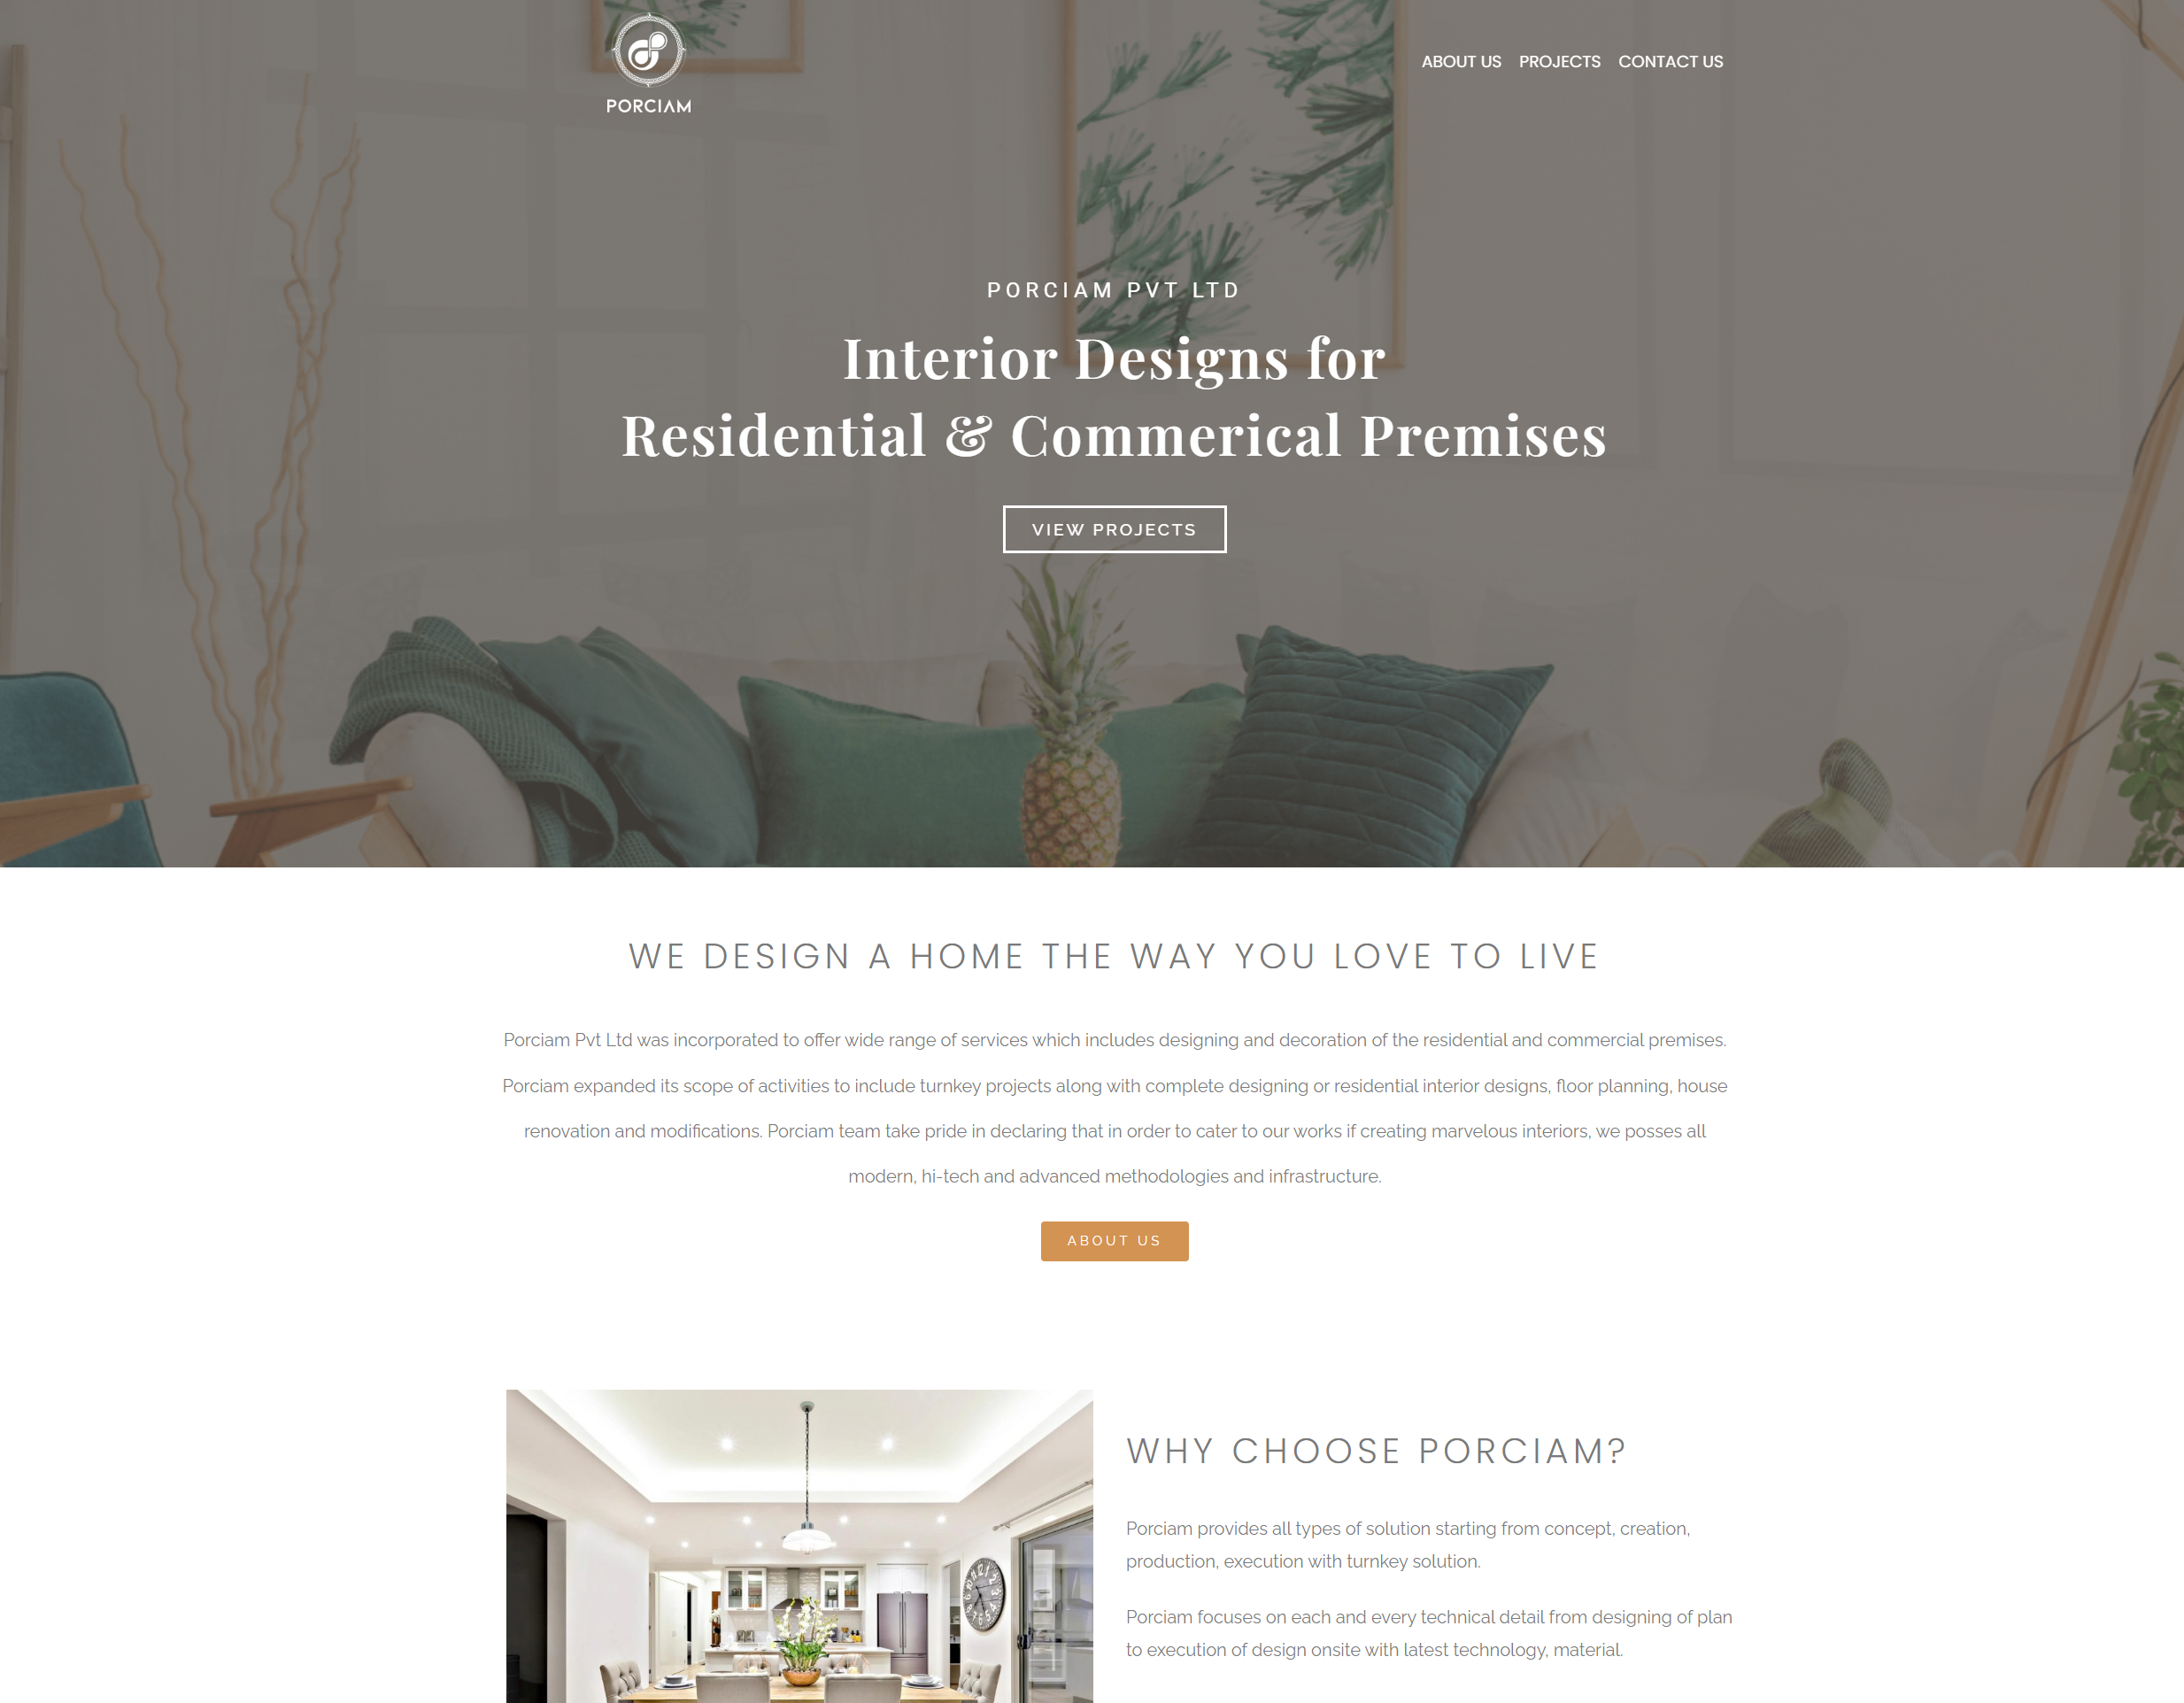 PORCIAM
ABOUT US PROJECTS CONTACT US
PORCIAM PVT LTD
Interior Designs for
Residential & Commerical Premises
VIEW PROJECTS
WE DESIGN A HOME THE WAY YOU LOVE TO LIVE
Porciam Pvt Ltd was incorporated to offer wide range of services which includes designing and decoration of the residential and commercial premises.
Porciam expanded its scope of activities to include turnkey projects along with complete designing or residential interior designs, floor planning, house
renovation and modifications. Porciam team take pride in declaring that in order to cater to our works if creating marvelous interiors, we posses all
modern, hi-tech and advanced methodologies and infrastructure.
ABOUT US
WHY CHOOSE PORCIAM?
Porciam provides all types of solution starting from concept, creation,
production, execution with turnkey solution.
Porciam focuses on each and every technical detail from designing of plan
to execution of design onsite with latest technology, material.